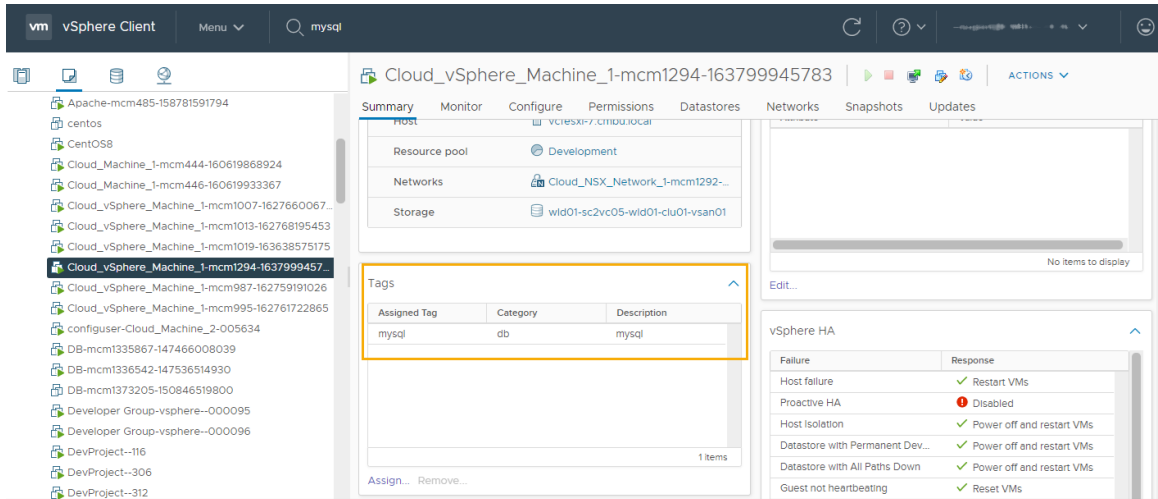 vm vSphere Client Menu mysql
Apache-mcm485-158781591794
centos
CentOS8
Cloud_Machine_1-mcm444-160619868924
Cloud_Machine_1-mcm446-160619933367
Cloud_vSphere_Machine_1-mcm1007-1627660067...
Cloud_vSphere_Machine_1-mcm1013-162768195453
Cloud_vSphere_Machine_1-mcm1019-163638575175
Cloud_vSphere_Machine_1-mcm1294-1637999457...
Cloud_vSphere_Machine_1-mcm987-162759191026
Cloud_vSphere_Machine_1-mcm995-162761722865
configuser-Cloud_Machine_2-005634
DB-mcm1335867-147466008039
DB-mcm1336542-147536514930
DB-mcm1373205-150846519800
Developer Group-vsphere--000095
Developer Group-vsphere--000096
DevProject--116
DevProject--306
DevProject--312
Cloud_vSphere_Machine_1-mcm1294-163799945783 ACTIONS
Summary Monitor Configure Permissions Datastores Networks Snapshots Updates
Host vcfesxi-7.cmbu.local
Resource pool Development
Networks Cloud_NSX_Network_1-mcm1292-...
Storage wld01-sc2vc05-wld01-clu01-vsan01
Tags
Assigned Tag Category Description
mysql db mysql
1 items
Assign... Remove...
No items to display
Edit...
vSphere HA
Failure Response
Host failure Restart VMs
Proactive HA Disabled
Host Isolation Power off and restart VMs
Datastore with Permanent Dev... Power off and restart VMs
Datastore with All Paths Down Power off and restart VMs
Guest not heartbeating Reset VMs